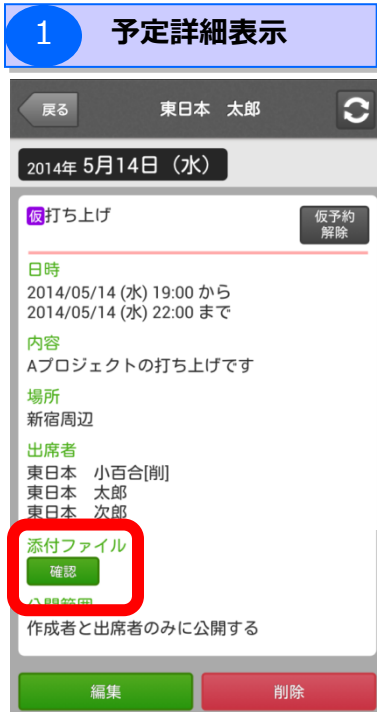 1 予定詳細表示
戻る 東日本 太郎
2014年 5月14日（水）
仮打ち上げ
仮予約
解除
日時
2014/05/14 (水) 19:00 から
2014/05/14 (水) 22:00 まで
内容
Aプロジェクトの打ち上げです
場所
新宿周辺
出席者
東日本 小百合[削]
東日本 太郎
東日本 次郎
添付ファイル
確認
公開範囲
作成者と出席者のみに公開する
編集 削除